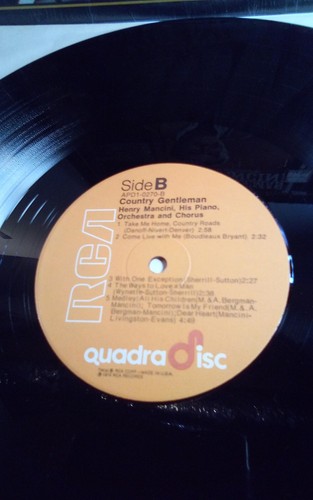 Side B
APD1-0270-B
Country Gentleman
Henry Mancini, His Piano,
Orchestra and Chorus
1 Take Me Home, Country Roads
(Danoff-Nivert-Denver) 2:58
2 Come Live with Me (Boudleaux Bryant) 2:32
RCA
3 With One Exception (Sherrill-Sutton) 2:27
4 The Ways to Love a Man
(Wynette-Sutton-Sherrill) 2:38
5 Medley: All His Children (M. & A. Bergman-
Mancini), Tomorrow Is My Friend (M. & A.
Bergman-Mancini), Dear Heart (Mancini-
Livingston-Evans) 4:40
quadradisc